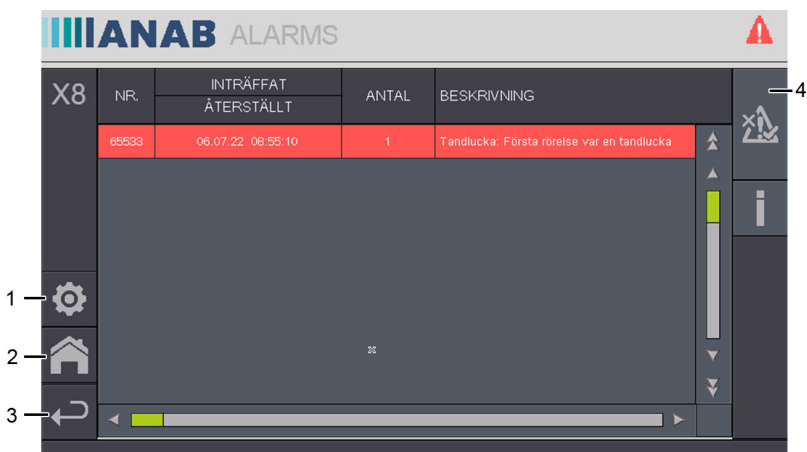 ANAB ALARMS
X8
NR.
INTRÄFFAT
ÅTERSTÄLLT
ANTAL
BESKRIVNING
4
65533 06.07.22 08:55:10 1 Tandlucka: Första rörelse var en tandlucka
i
1
2
3